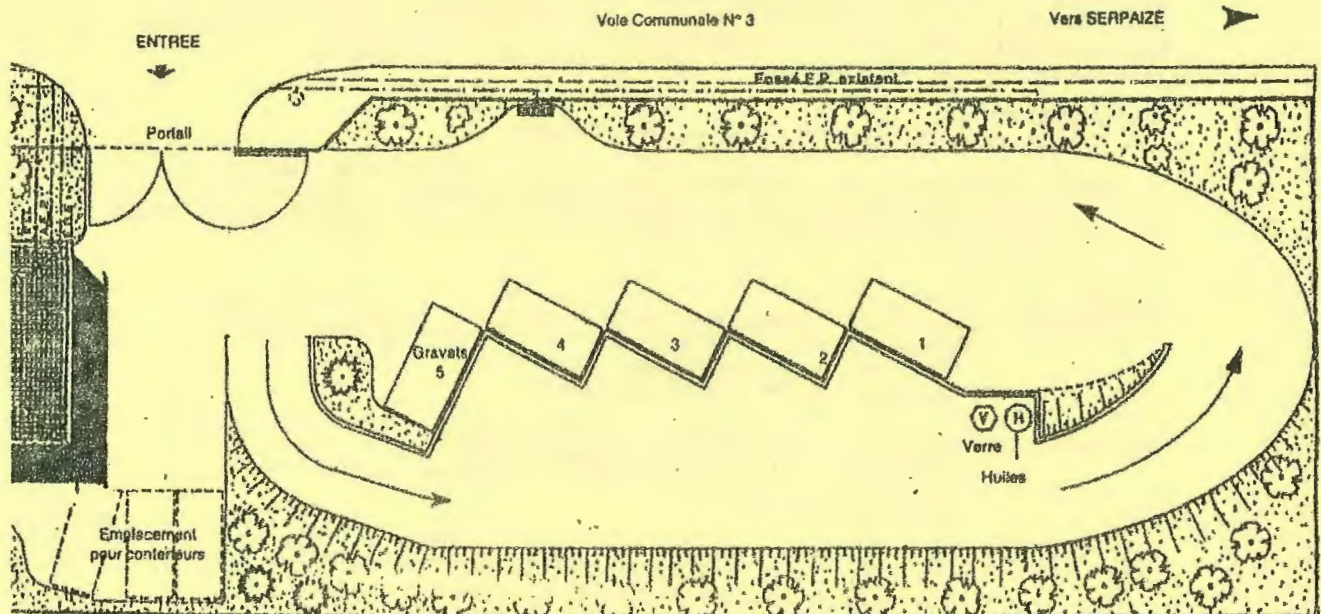 Voie Communale N° 3
Vers SERPAIZE
ENTREE
Fossé E.P. existant
Portail
Gravats
5
4
3
2
1
V
H
Verre
Huiles
Emplacement
pour conteneurs